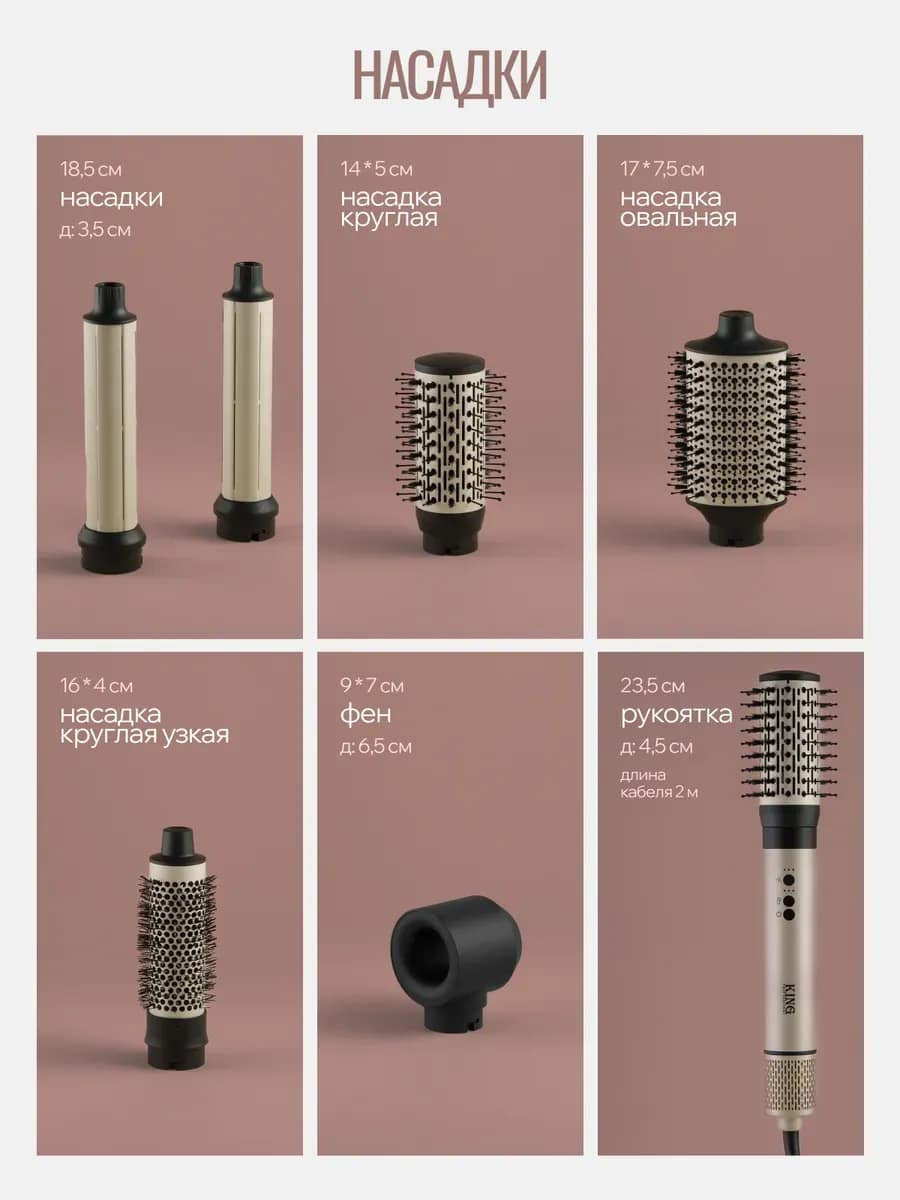 НАСАДКИ
18,5 см
насадки
д: 3,5 см
14 * 5 см
насадка
круглая
17 * 7,5 см
насадка
овальная
16 * 4 см
насадка
круглая узкая
9 * 7 см
фен
д: 6,5 см
23,5 см
рукоятка
д: 4,5 см
длина
кабеля 2 м
KING